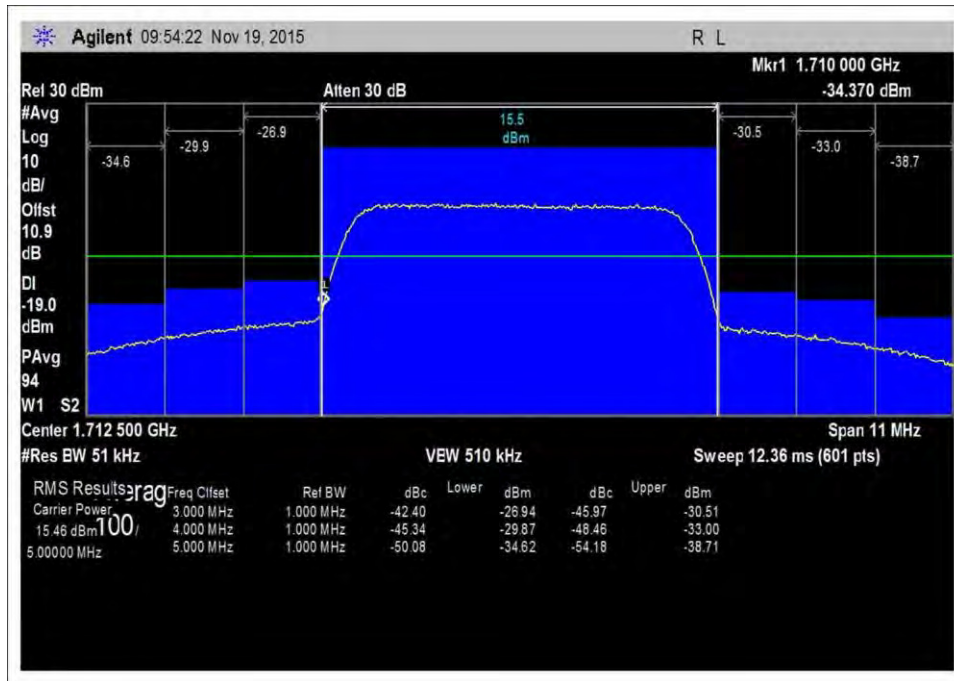 Agilent 09:54:22 Nov 19, 2015 R L
Mkr1 1.710 000 GHz
Ref 30 dBm Atten 30 dB -34.370 dBm
#Avg
Log
10
dB/
Offst
10.9
dB
DI
-19.0
dBm
PAvg
94
W1 S2
-34.6 -29.9 -26.9 15.5 dBm -30.5 -33.0 -38.7
Center 1.712 500 GHz Span 11 MHz
#Res BW 51 kHz VBW 510 kHz Sweep 12.36 ms (601 pts)
RMS Results Freq Offset Ref BW dBc Lower dBm dBc Upper dBm
Carrier Power 3.000 MHz 1.000 MHz -42.40 -26.94 -45.97 -30.51
15.46 dBm 100/ 4.000 MHz 1.000 MHz -45.34 -29.87 -48.46 -33.00
5.00000 MHz 5.000 MHz 1.000 MHz -50.08 -34.62 -54.18 -38.71